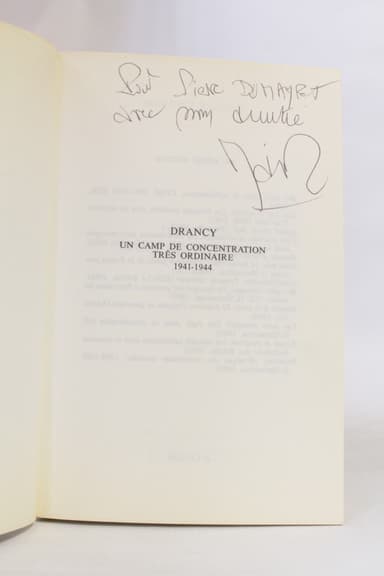 Pour Pierre DUMAYET
avec mon amitié
DRANCY
UN CAMP DE CONCENTRATION
TRÈS ORDINAIRE
1941-1944